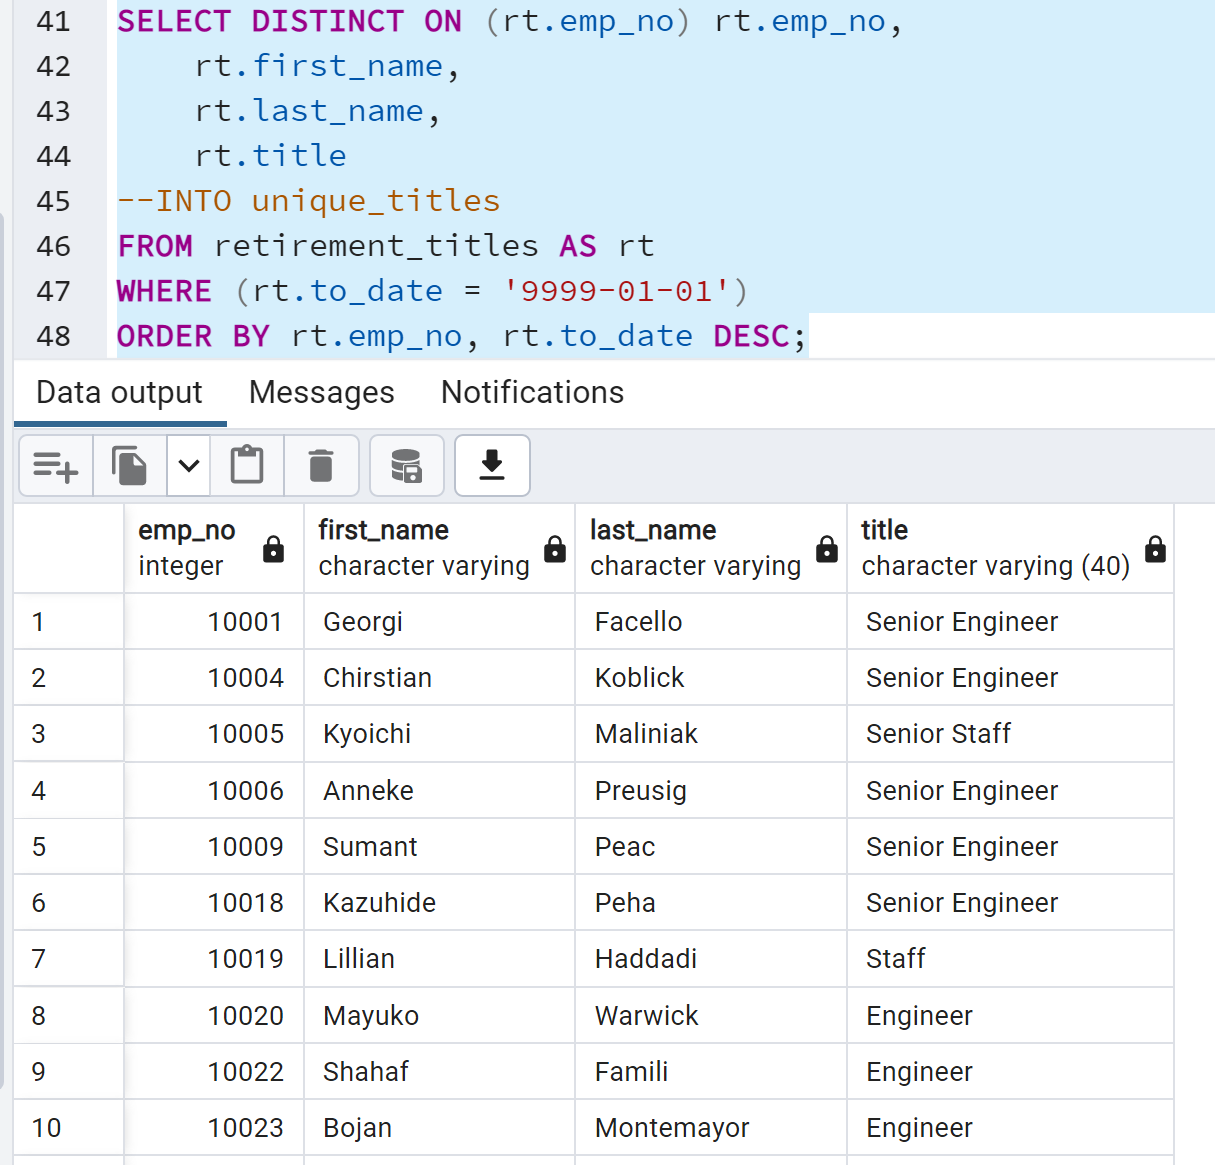 41 SELECT DISTINCT ON (rt.emp_no) rt.emp_no,
42 rt.first_name,
43 rt.last_name,
44 rt.title
45 --INTO unique_titles
46 FROM retirement_titles AS rt
47 WHERE (rt.to_date = '9999-01-01')
48 ORDER BY rt.emp_no, rt.to_date DESC;
Data output Messages Notifications
emp_no first_name last_name title
integer character varying character varying character varying (40)
1 10001 Georgi Facello Senior Engineer
2 10004 Chirstian Koblick Senior Engineer
3 10005 Kyoichi Maliniak Senior Staff
4 10006 Anneke Preusig Senior Engineer
5 10009 Sumant Peac Senior Engineer
6 10018 Kazuhide Peha Senior Engineer
7 10019 Lillian Haddadi Staff
8 10020 Mayuko Warwick Engineer
9 10022 Shahaf Famili Engineer
10 10023 Bojan Montemayor Engineer